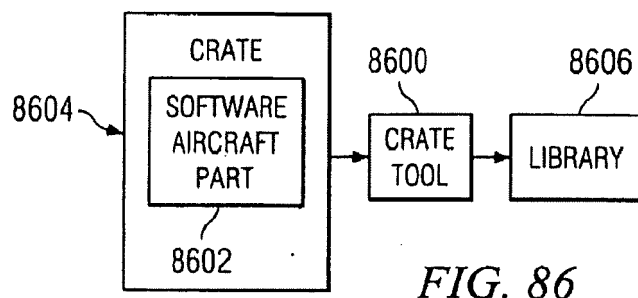 CRATE
8604
SOFTWARE
AIRCRAFT
PART
8602
8600
CRATE
TOOL
8606
LIBRARY
FIG. 86